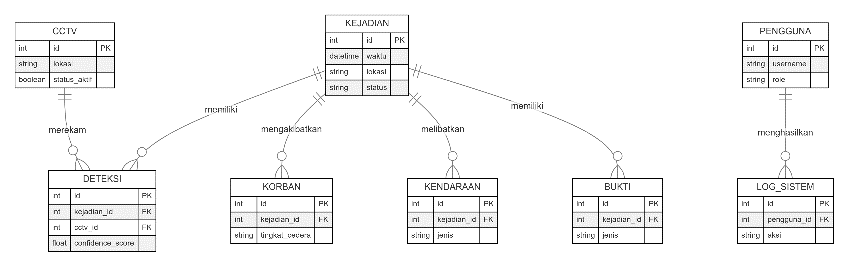 CCTV
int id PK
string lokasi
boolean status_aktif
KEJADIAN
int id PK
datetime waktu
string lokasi
string status
PENGGUNA
int id PK
string username
string role
merekam
memiliki
mengakibatkan
melibatkan
memiliki
menghasilkan
DETEKSI
int id PK
int kejadian_id FK
int cctv_id FK
float confidence_score
KORBAN
int id PK
int kejadian_id FK
string tingkat_cedera
KENDARAAN
int id PK
int kejadian_id FK
string jenis
BUKTI
int id PK
int kejadian_id FK
string jenis
LOG_SISTEM
int id PK
int pengguna_id FK
string aksi